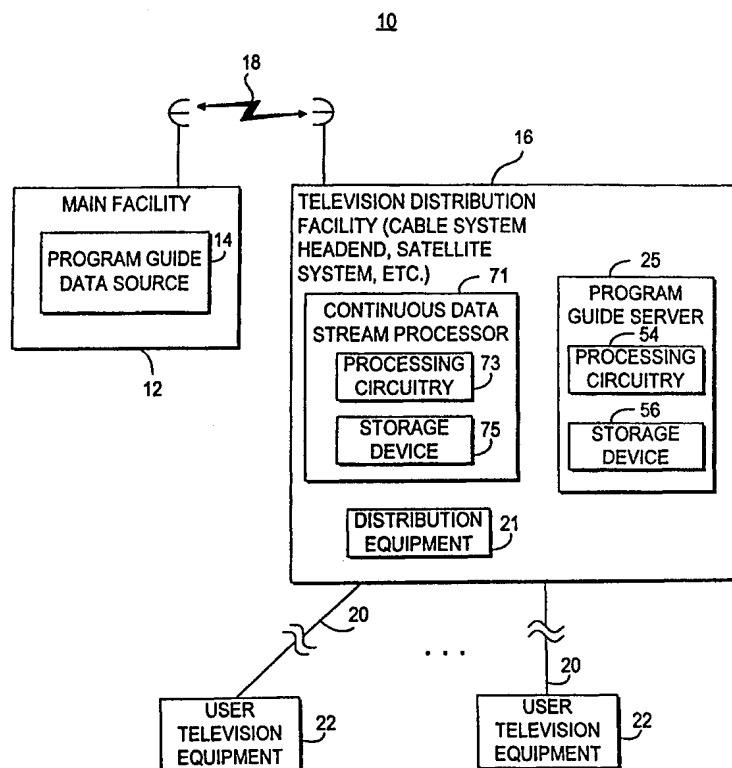 10
18
16
MAIN FACILITY
PROGRAM GUIDE
DATA SOURCE
14
12
TELEVISION DISTRIBUTION
FACILITY (CABLE SYSTEM
HEADEND, SATELLITE
SYSTEM, ETC.)
71
CONTINUOUS DATA
STREAM PROCESSOR
PROCESSING
CIRCUITRY
73
STORAGE
DEVICE
75
25
PROGRAM
GUIDE SERVER
54
PROCESSING
CIRCUITRY
56
STORAGE
DEVICE
DISTRIBUTION
EQUIPMENT
21
20
. . .
20
USER
TELEVISION
EQUIPMENT
22
USER
TELEVISION
EQUIPMENT
22